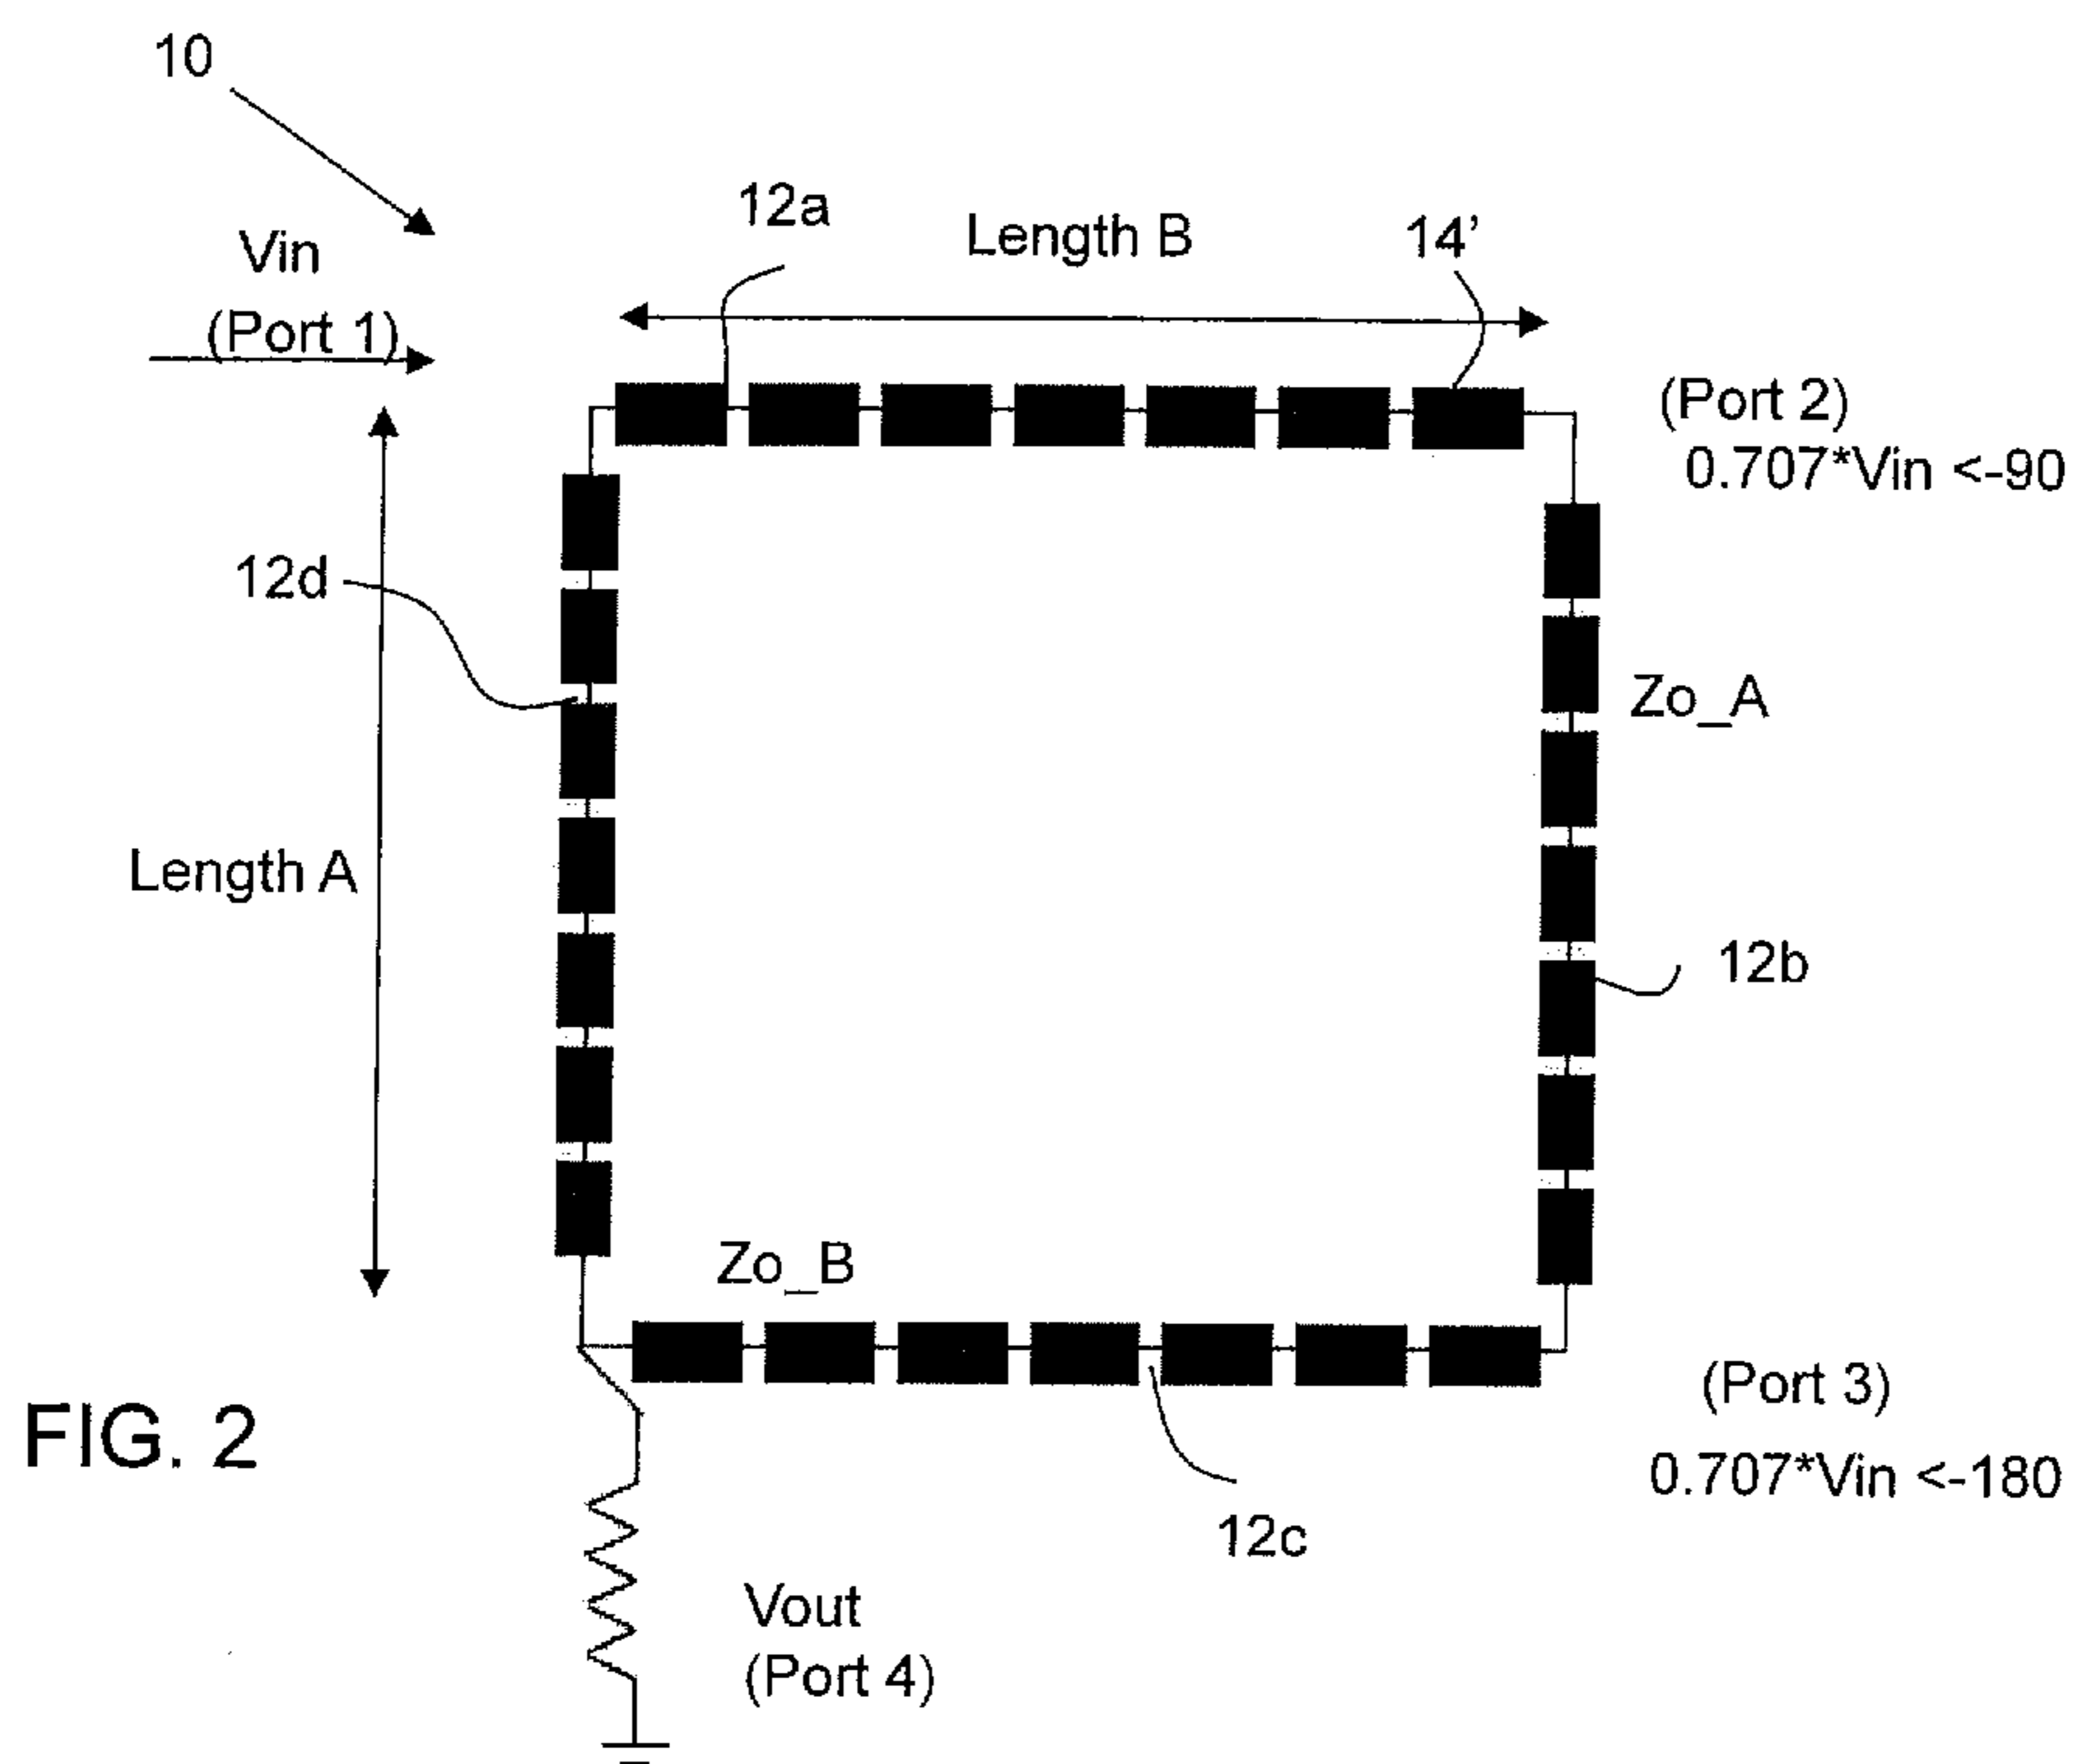 10
12a
Length B
14’
Vin
(Port 1)
(Port 2)
0.707*Vin <-90
12d
Zo_A
Length A
12b
Zo_B
(Port 3)
FIG. 2
0.707*Vin <-180
12c
Vout
(Port 4)